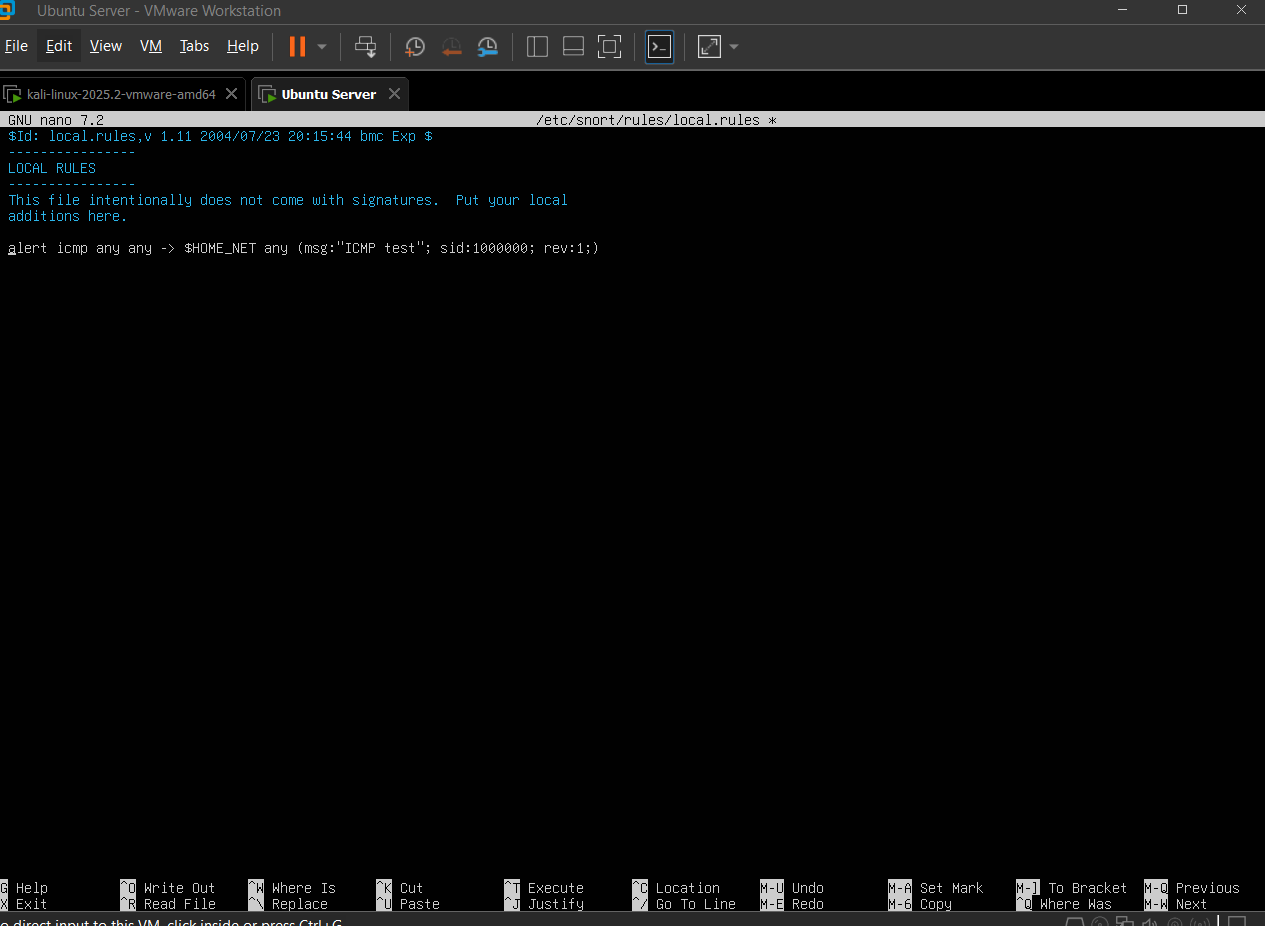 Ubuntu Server - VMware Workstation
File Edit View VM Tabs Help
kali-linux-2025.2-vmware-amd64 Ubuntu Server
GNU nano 7.2 /etc/snort/rules/local.rules *
$Id: local.rules,v 1.11 2004/07/23 20:15:44 bmc Exp $
----------------
LOCAL RULES
----------------
This file intentionally does not come with signatures.  Put your local
additions here.
alert icmp any any -> $HOME_NET any (msg:"ICMP test"; sid:1000000; rev:1;)
G Help ^O Write Out ^W Where Is ^K Cut ^T Execute ^C Location M-U Undo M-A Set Mark M-] To Bracket M-Q Previous
X Exit ^R Read File ^\ Replace ^U Paste ^J Justify ^/ Go To Line M-E Redo M-6 Copy ^Q Where Was M-W Next
o direct input to this VM, click inside or press Ctrl+G.